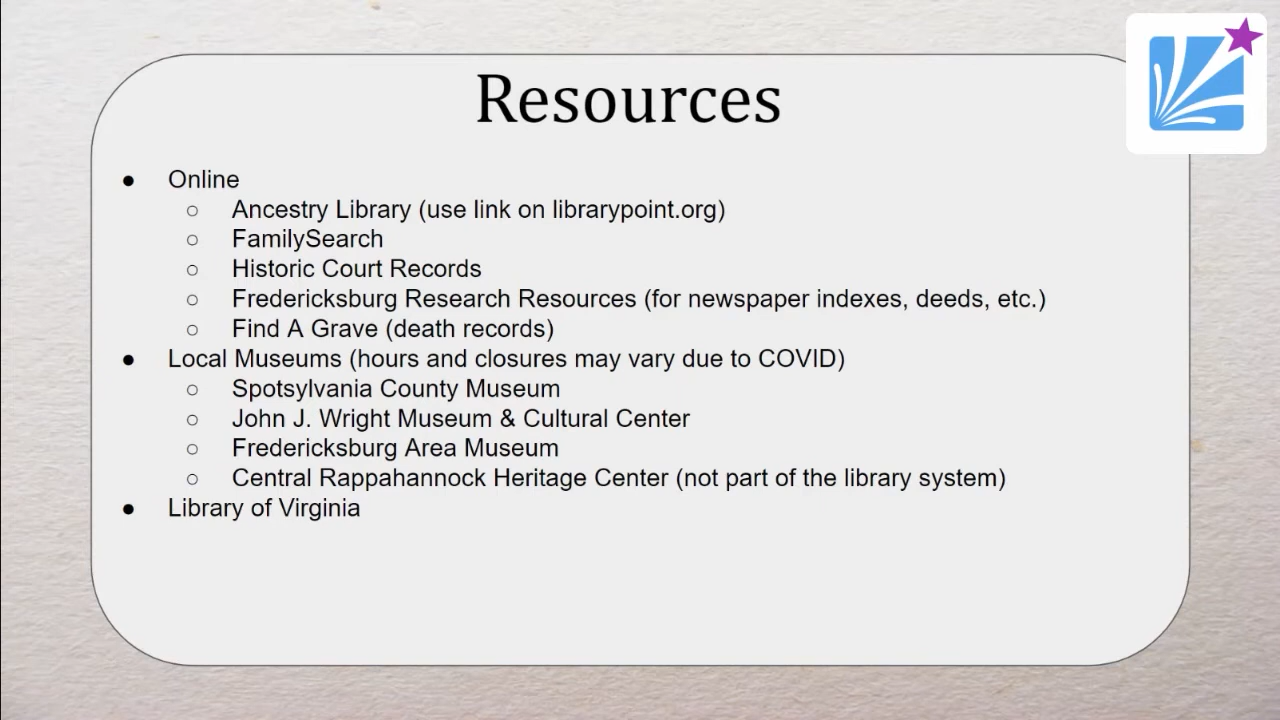 Resources
● Online
○ Ancestry Library (use link on librarypoint.org)
○ FamilySearch
○ Historic Court Records
○ Fredericksburg Research Resources (for newspaper indexes, deeds, etc.)
○ Find A Grave (death records)
● Local Museums (hours and closures may vary due to COVID)
○ Spotsylvania County Museum
○ John J. Wright Museum & Cultural Center
○ Fredericksburg Area Museum
○ Central Rappahannock Heritage Center (not part of the library system)
● Library of Virginia